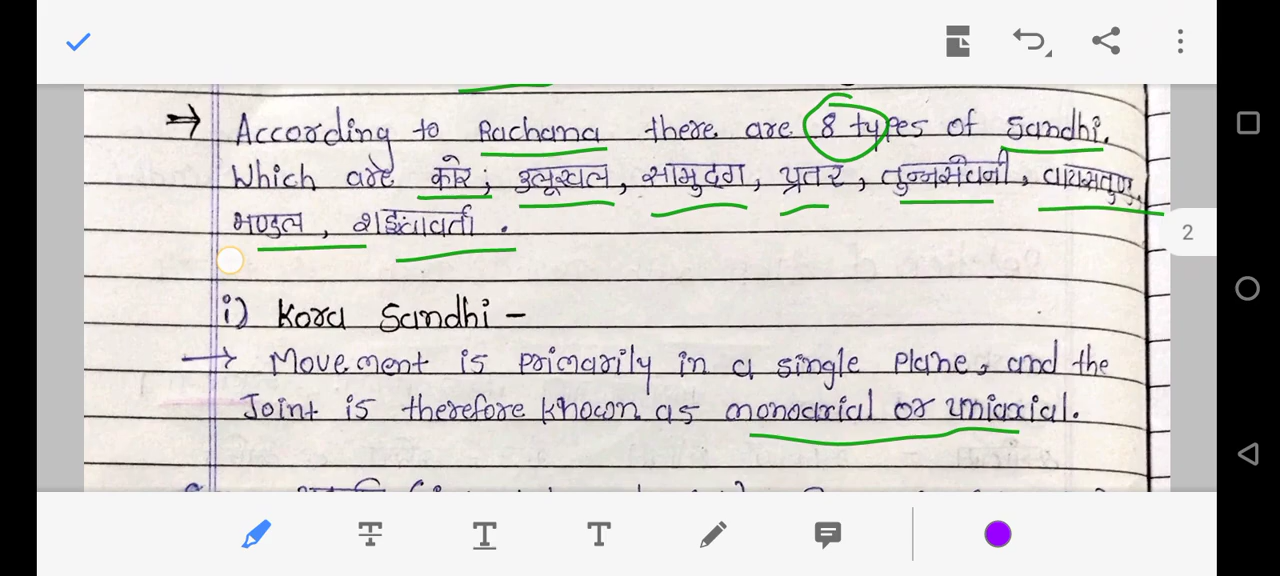 → According to Rachana there are 8 types of Sandhi.
Which are कोर, उलूखल, सामुदग, प्रतर, तुन्नसेवनी, वायसतुण्ड,
मण्डल, शङ्खावर्ती.
i) Kora Sandhi -
→ Movement is primarily in a single plane, and the
Joint is therefore known as monoaxial or uniaxial.
2